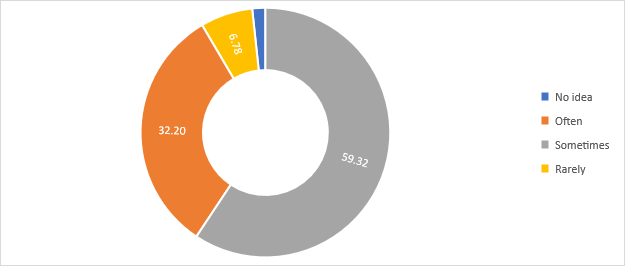 6.78
32.20
59.32
No idea
Often
Sometimes
Rarely